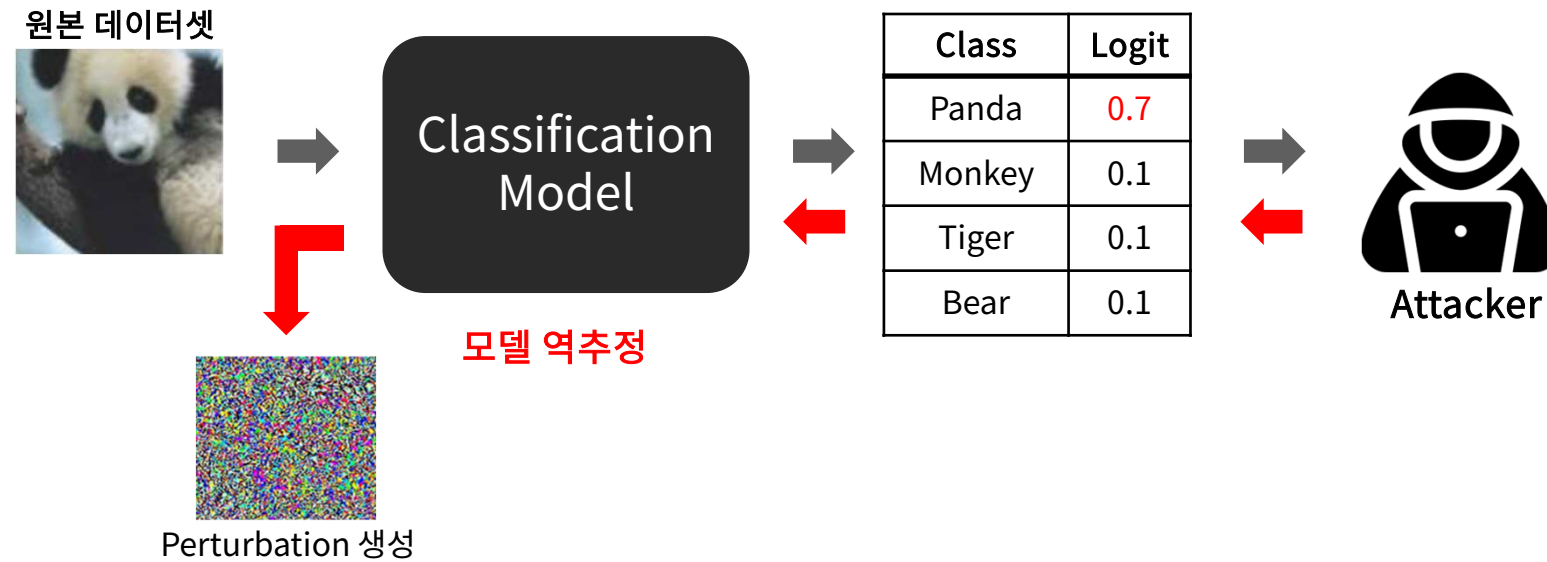 원본 데이터셋
Classification
Model
Class Logit
Panda 0.7
Monkey 0.1
Tiger 0.1
Bear 0.1
Attacker
모델 역추정
Perturbation 생성